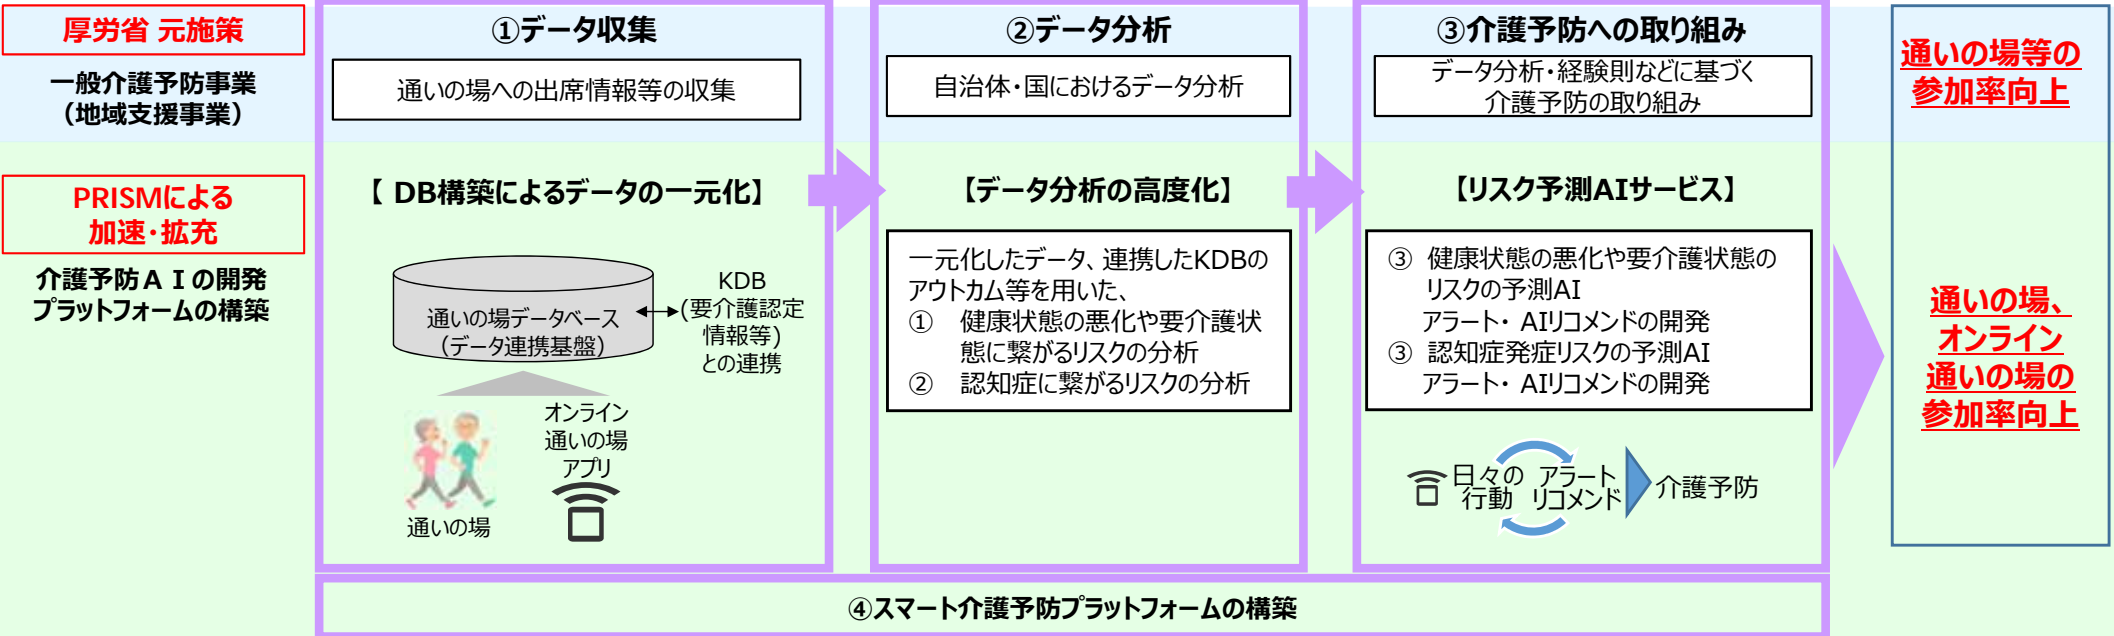 厚労省 元施策
一般介護予防事業
（地域支援事業）
①データ収集
通いの場への出席情報等の収集
②データ分析
自治体・国におけるデータ分析
③介護予防への取り組み
データ分析・経験則などに基づく
介護予防の取り組み
通いの場等の
参加率向上
PRISMによる
加速・拡充
介護予防ＡＩの開発
プラットフォームの構築
【 DB構築によるデータの一元化】
通いの場データベース
（データ連携基盤）
KDB
(要介護認定
情報等)
との連携
オンライン
通いの場
アプリ
通いの場
【データ分析の高度化】
一元化したデータ、連携したKDBの
アウトカム等を用いた、
① 健康状態の悪化や要介護状
態に繋がるリスクの分析
② 認知症に繋がるリスクの分析
【リスク予測AIサービス】
③ 健康状態の悪化や要介護状態の
リスクの予測AI
アラート・ AIリコメンドの開発
③ 認知症発症リスクの予測AI
アラート・ AIリコメンドの開発
日々の
行動
アラート
リコメンド
介護予防
通いの場、
オンライン
通いの場の
参加率向上
④スマート介護予防プラットフォームの構築